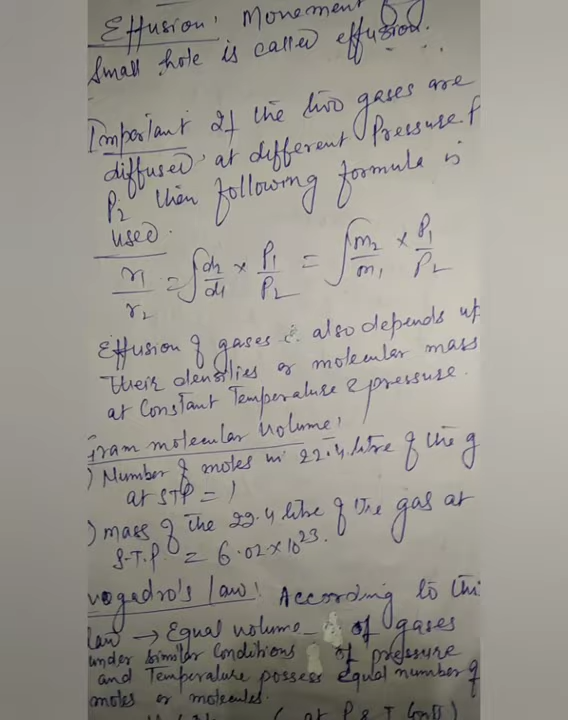 Effusion: Movement of g
Small hole is called effusion.
Important If the two gases are
diffused at different Pressure P
P2 then following formula is
used.
r1/r2 = √d2/d1 × P1/P2 = √m2/m1 × P1/P2
Effusion of gases is also depends up
their densities or molecular mass
at Constant Temperature & pressure.
Gram molecular Volume:
) Number of moles in 22.4 litre of the g
at STP = 1
) mass of the 22.4 litre of the gas at
S.T.P. = 6.02×10²³.
vogadro's law: According to this
law → Equal volume of gases
under similar Conditions of pressure
and Temperature possess equal number of
moles or molecules.
( at P & T